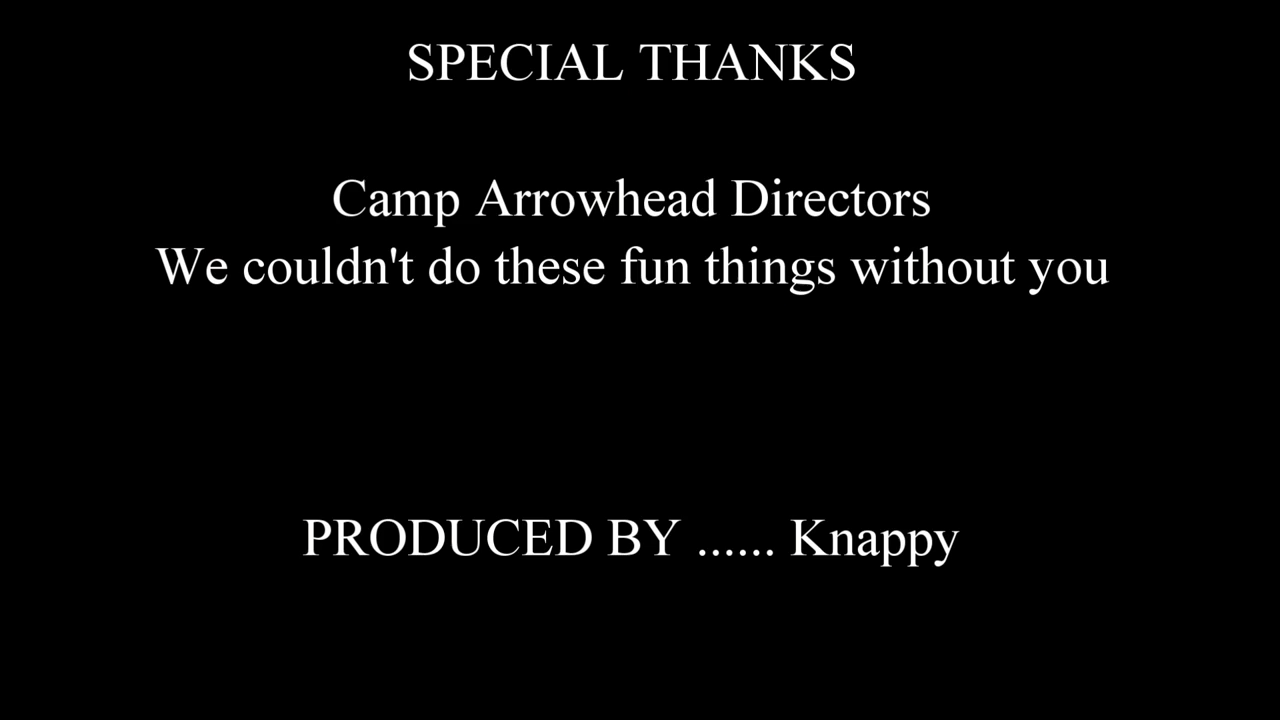 SPECIAL THANKS
Camp Arrowhead Directors
We couldn't do these fun things without you
PRODUCED BY ...... Knappy